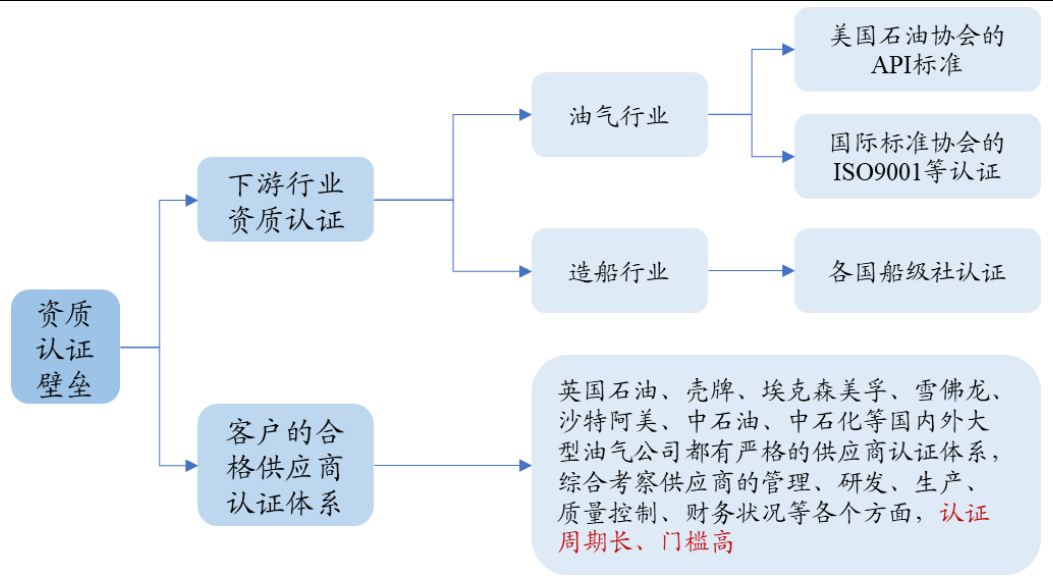 资质
认证
壁垒
下游行业
资质认证
油气行业
美国石油协会的
API标准
国际标准协会的
ISO9001等认证
造船行业
各国船级社认证
客户的合
格供应商
认证体系
英国石油、壳牌、埃克森美孚、雪佛龙、
沙特阿美、中石油、中石化等国内外大
型油气公司都有严格的供应商认证体系，
综合考察供应商的管理、研发、生产、
质量控制、财务状况等各个方面，认证
周期长、门槛高